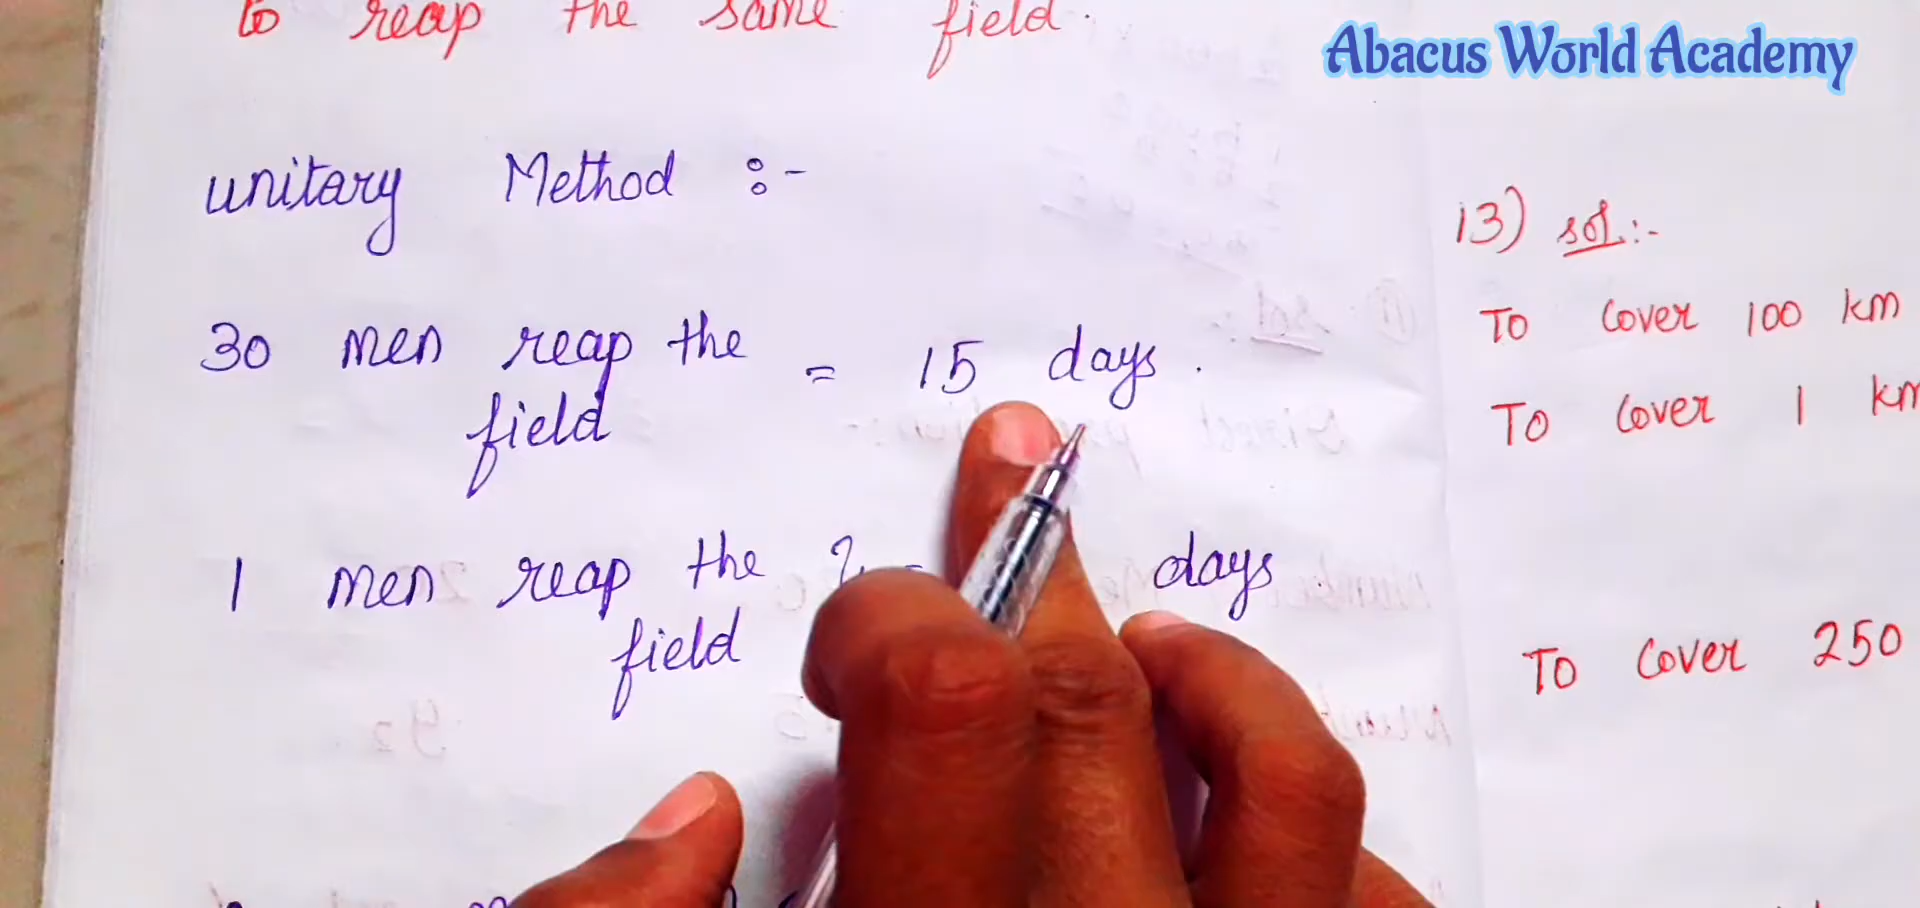 to reap the same field.
Abacus World Academy
unitary Method :-
30 men reap the = 15 days.
field
1 men reap the days
field
13) sol:-
To Cover 100 km
To Cover 1 km
To Cover 250